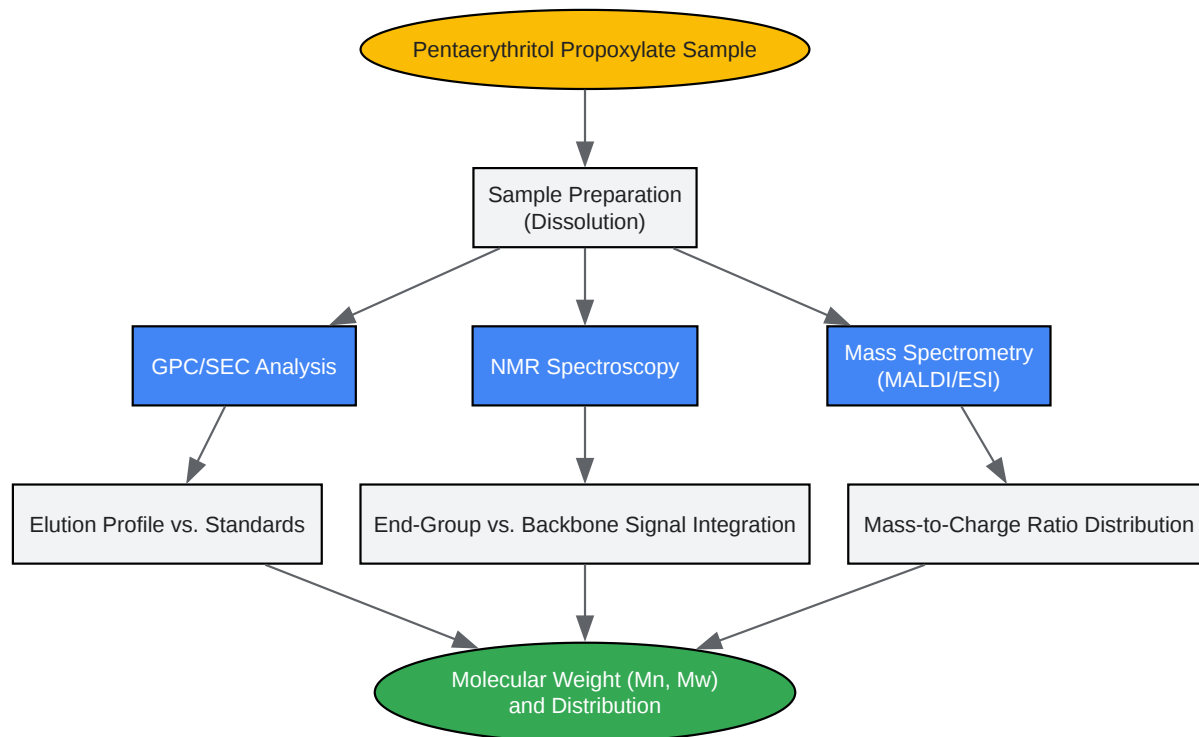 Pentaerythritol Propoxylate Sample
Sample Preparation
(Dissolution)
GPC/SEC Analysis
NMR Spectroscopy
Mass Spectrometry
(MALDI/ESI)
Elution Profile vs. Standards
End-Group vs. Backbone Signal Integration
Mass-to-Charge Ratio Distribution
Molecular Weight (Mn, Mw)
and Distribution